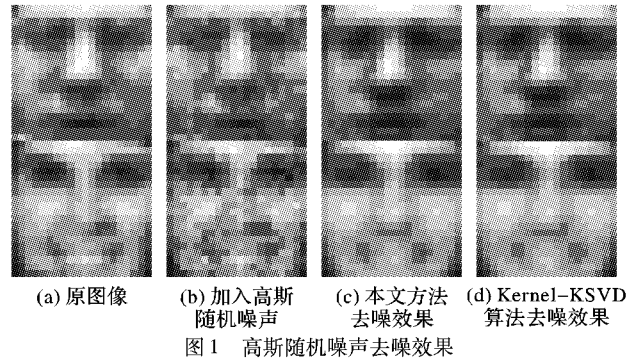 (a) 原图像
(b) 加入高斯
随机噪声
(c) 本文方法
去噪效果
(d) Kernel-KSVD
算法去噪效果
图1 高斯随机噪声去噪效果